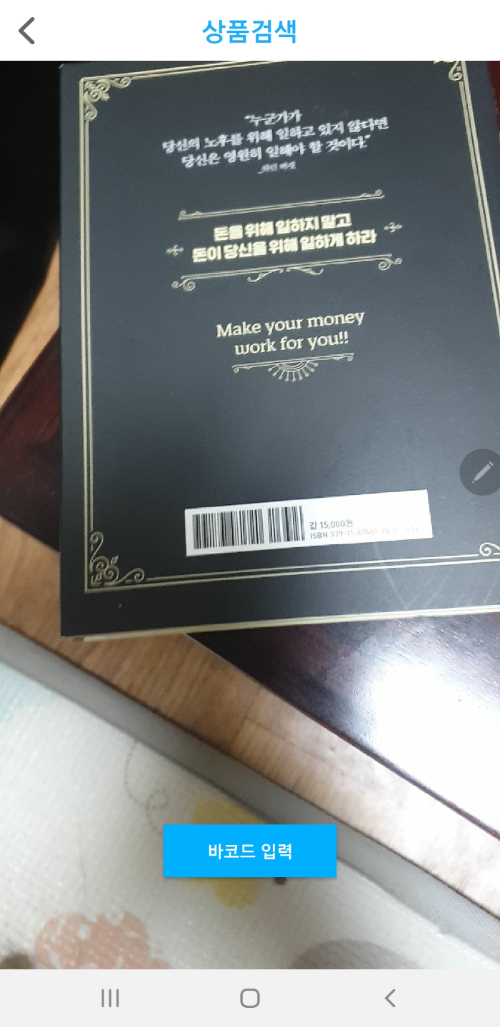 상품검색
"누군가가
당신의 노후를 위해 일하고 있지 않다면
당신은 영원히 일해야 할 것이다."
돈을 위해 일하지 말고
돈이 당신을 위해 일하게 하라
Make your money
work for you!!
값 15,000원
ISBN
바코드 입력